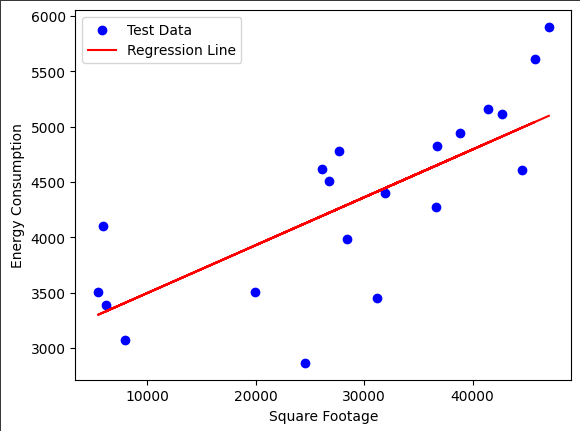 Test Data
Regression Line
Energy Consumption
6000
5500
5000
4500
4000
3500
3000
10000
20000
30000
40000
Square Footage